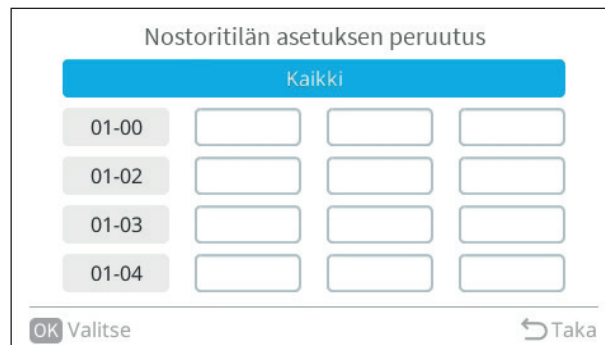 Nostoritilän asetuksen peruutus
Kaikki
01-00
01-02
01-03
01-04
OK Valitse Taka